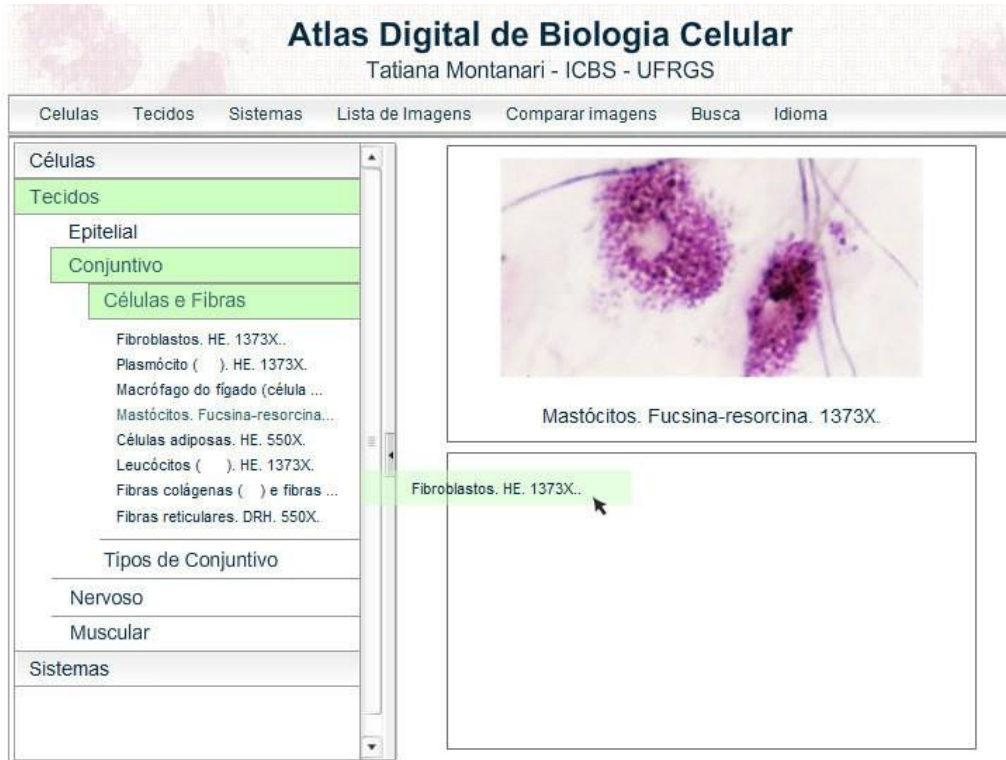 Atlas Digital de Biologia Celular
Tatiana Montanari - ICBS - UFRGS
Celulas Tecidos Sistemas Lista de Imagens Comparar imagens Busca Idioma
Células
Tecidos
Epitelial
Conjuntivo
Células e Fibras
Fibroblastos. HE. 1373X..
Plasmócito ( ). HE. 1373X.
Macrófago do fígado (célula ...
Mastócitos. Fucsina-resorcina...
Células adiposas. HE. 550X.
Leucócitos ( ). HE. 1373X.
Fibras colágenas ( ) e fibras ...
Fibras reticulares. DRH. 550X.
Tipos de Conjuntivo
Nervoso
Muscular
Sistemas
Mastócitos. Fucsina-resorcina. 1373X.
Fibroblastos. HE. 1373X..